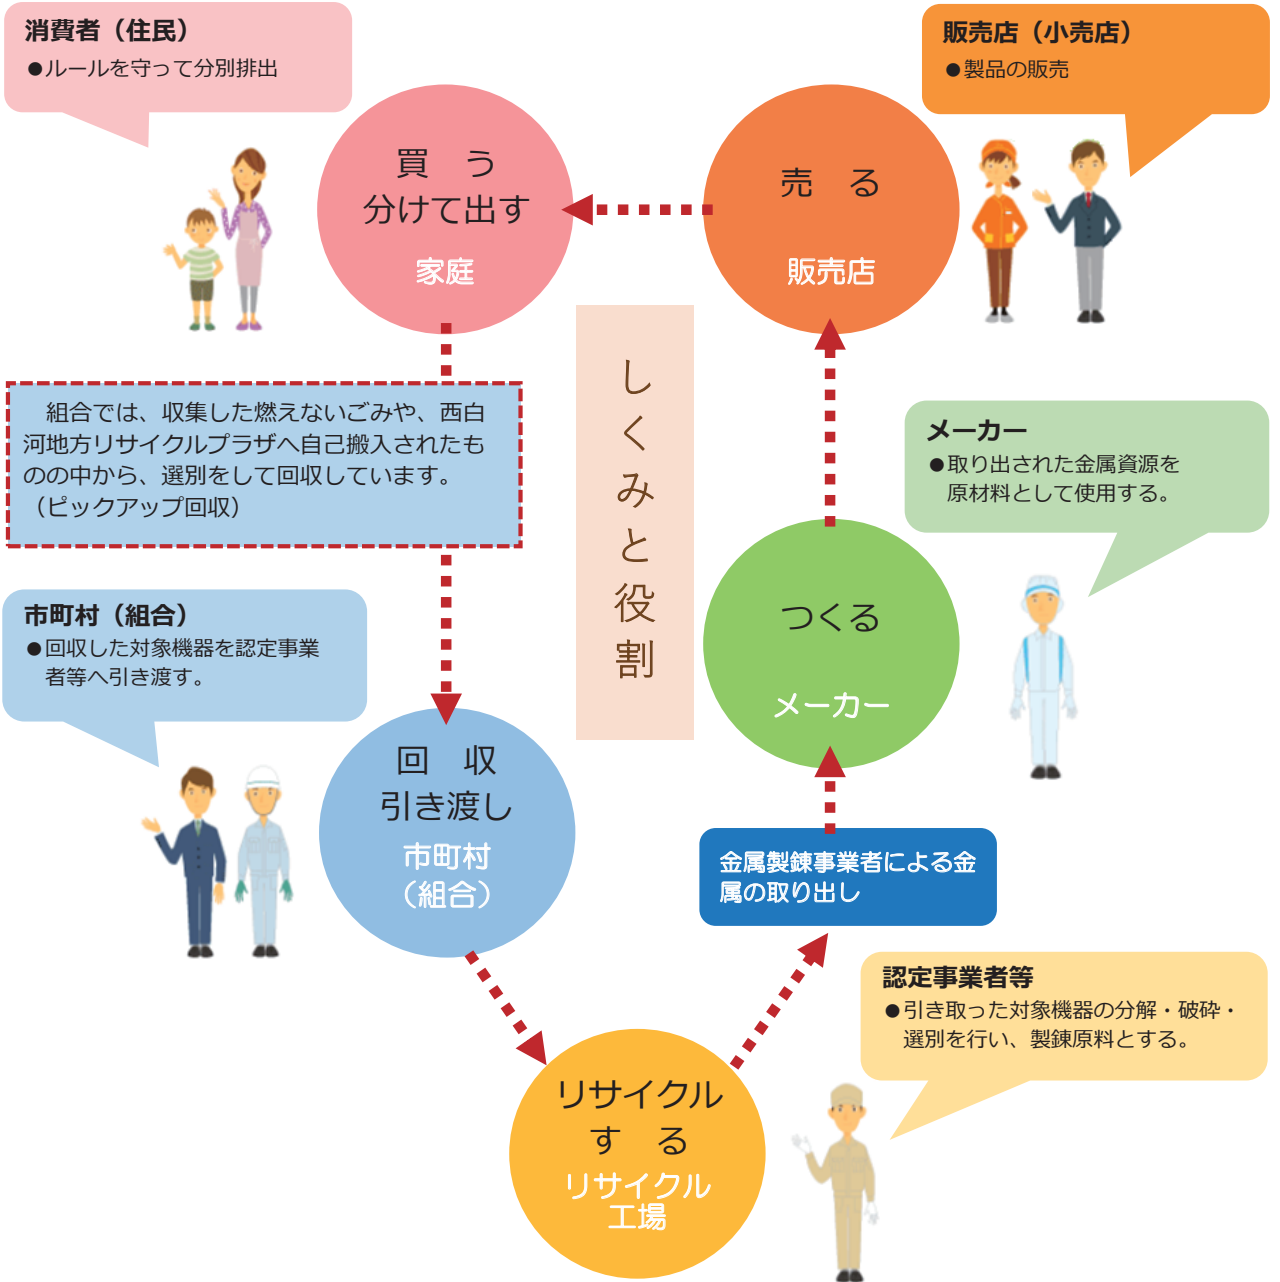 消費者（住民）
●ルールを守って分別排出
販売店（小売店）
●製品の販売
買　う
分けて出す
家庭
売　る
販売店
しくみと役割
　組合では、収集した燃えないごみや、西白
河地方リサイクルプラザへ自己搬入されたも
のの中から、選別をして回収しています。
（ピックアップ回収）
メーカー
●取り出された金属資源を
原材料として使用する。
市町村（組合）
●回収した対象機器を認定事業
者等へ引き渡す。
つくる
メーカー
回　収
引き渡し
市町村
（組合）
金属製錬事業者による金
属の取り出し
認定事業者等
●引き取った対象機器の分解・破砕・
選別を行い、製錬原料とする。
リサイクル
す　る
リサイクル
工場